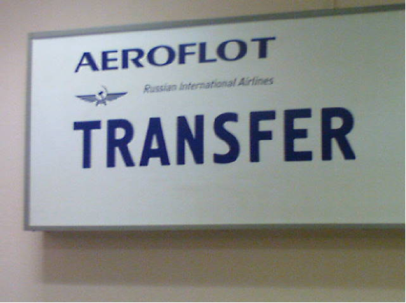 AEROFLOT
Russian International Airlines
TRANSFER